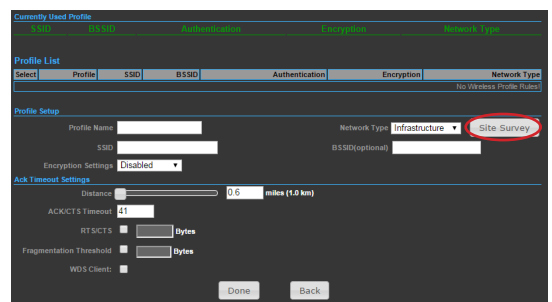 Currently Used Profile
SSID BSSID Authentication Encryption Network Type
Profile List
Select Profile SSID BSSID Authentication Encryption Network Type
No Wireless Profile Rules!
Profile Setup
Profile Name Network Type Infrastructure Site Survey
SSID BSSID(optional)
Encryption Settings Disabled
Ack Timeout Settings
Distance 0.6 miles (1.0 km)
ACK/CTS Timeout 41
RTS/CTS Bytes
Fragmentation Threshold Bytes
WDS Client:
Done Back